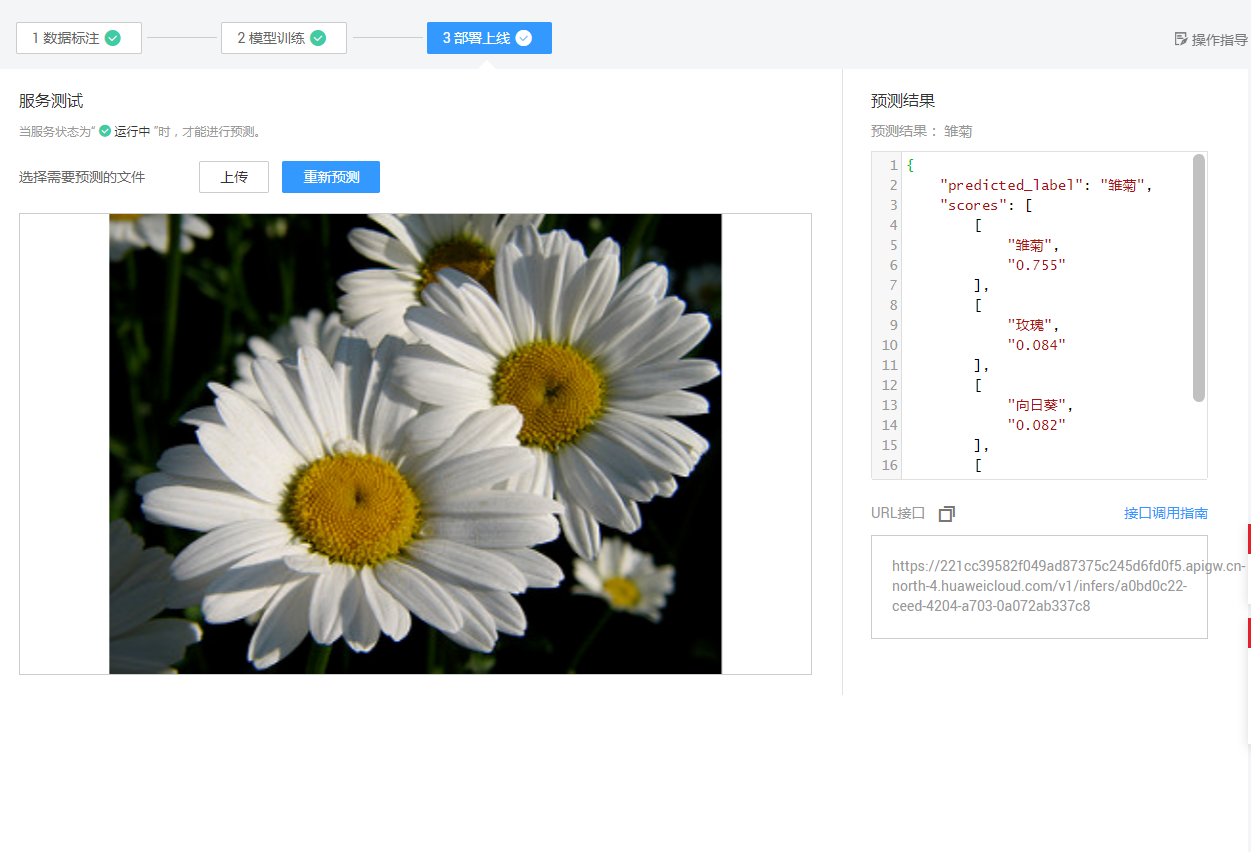 1 数据标注
2 模型训练
3 部署上线
操作指导
服务测试
当服务状态为“ 运行中 ”时，才能进行预测。
选择需要预测的文件
上传
重新预测
预测结果
预测结果： 雏菊
1 {
2 "predicted_label": "雏菊",
3 "scores": [
4 [
5 "雏菊",
6 "0.755"
7 ],
8 [
9 "玫瑰",
10 "0.084"
11 ],
12 [
13 "向日葵",
14 "0.082"
15 ],
16 [
URL接口
接口调用指南
https://221cc39582f049ad87375c245d6fd0f5.apigw.cn-
north-4.huaweicloud.com/v1/infers/a0bd0c22-
ceed-4204-a703-0a072ab337c8